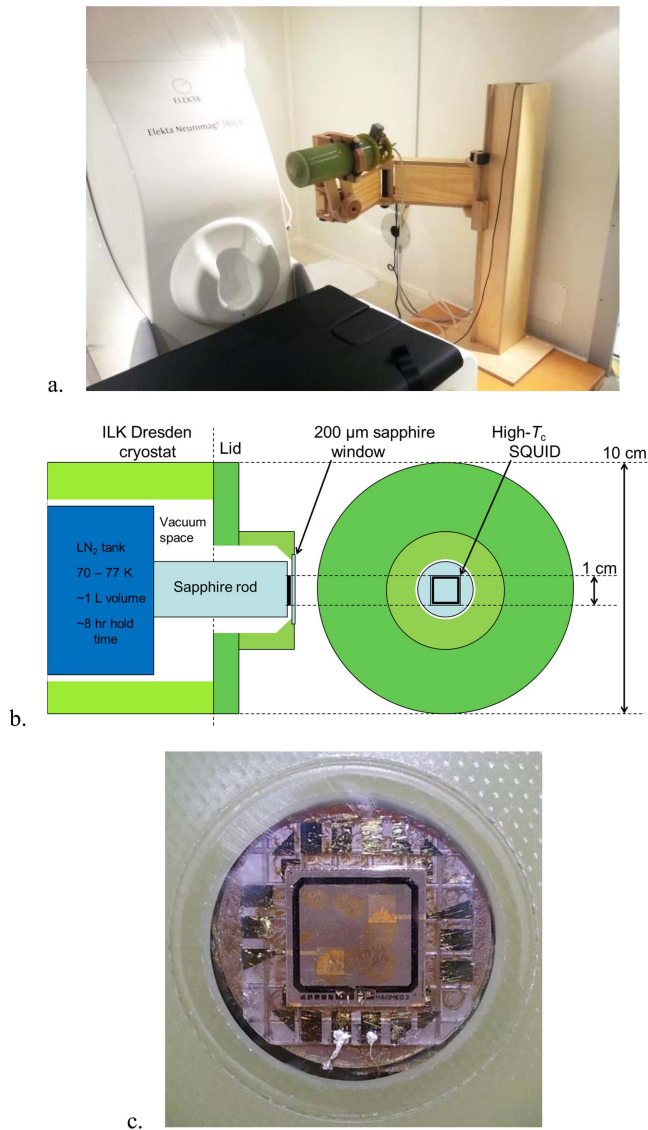 ELEKTA
Elekta Neuromag®
a.
ILK Dresden
cryostat
Lid
200 μm sapphire
window
High-Tc
SQUID
10 cm
Vacuum
space
LN2 tank
70 – 77 K
~1 L volume
~8 hr hold
time
Sapphire rod
1 cm
b.
MAGMED2
c.